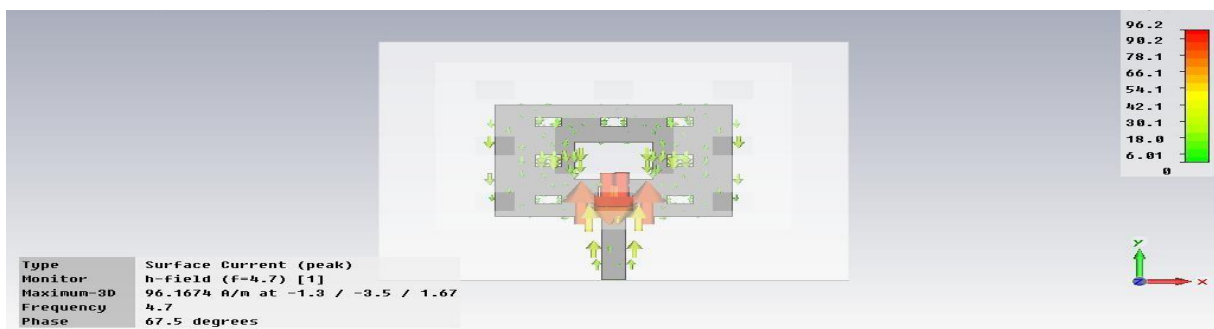 96.2
90.2
78.1
66.1
54.1
42.1
30.1
18.0
6.01
0
Type Surface Current (peak)
Monitor h-field (f=4.7) [1]
Maximum-3D 96.1674 A/m at -1.3 / -3.5 / 1.67
Frequency 4.7
Phase 67.5 degrees
y
x